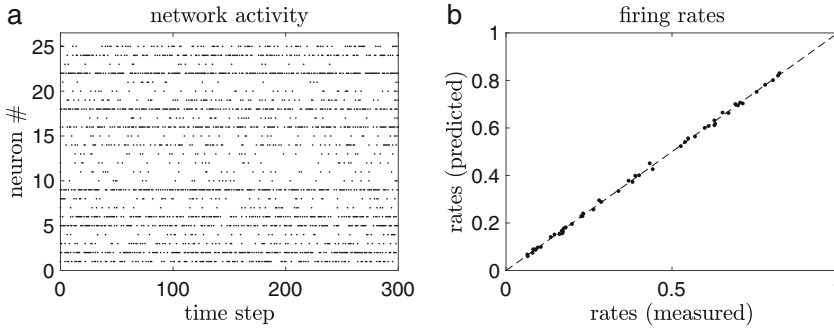 a
network activity
25
20
15
10
5
0
neuron #
0 100 200 300
time step
b
firing rates
1
0.8
0.6
0.4
0.2
0
rates (predicted)
0 0.5
rates (measured)